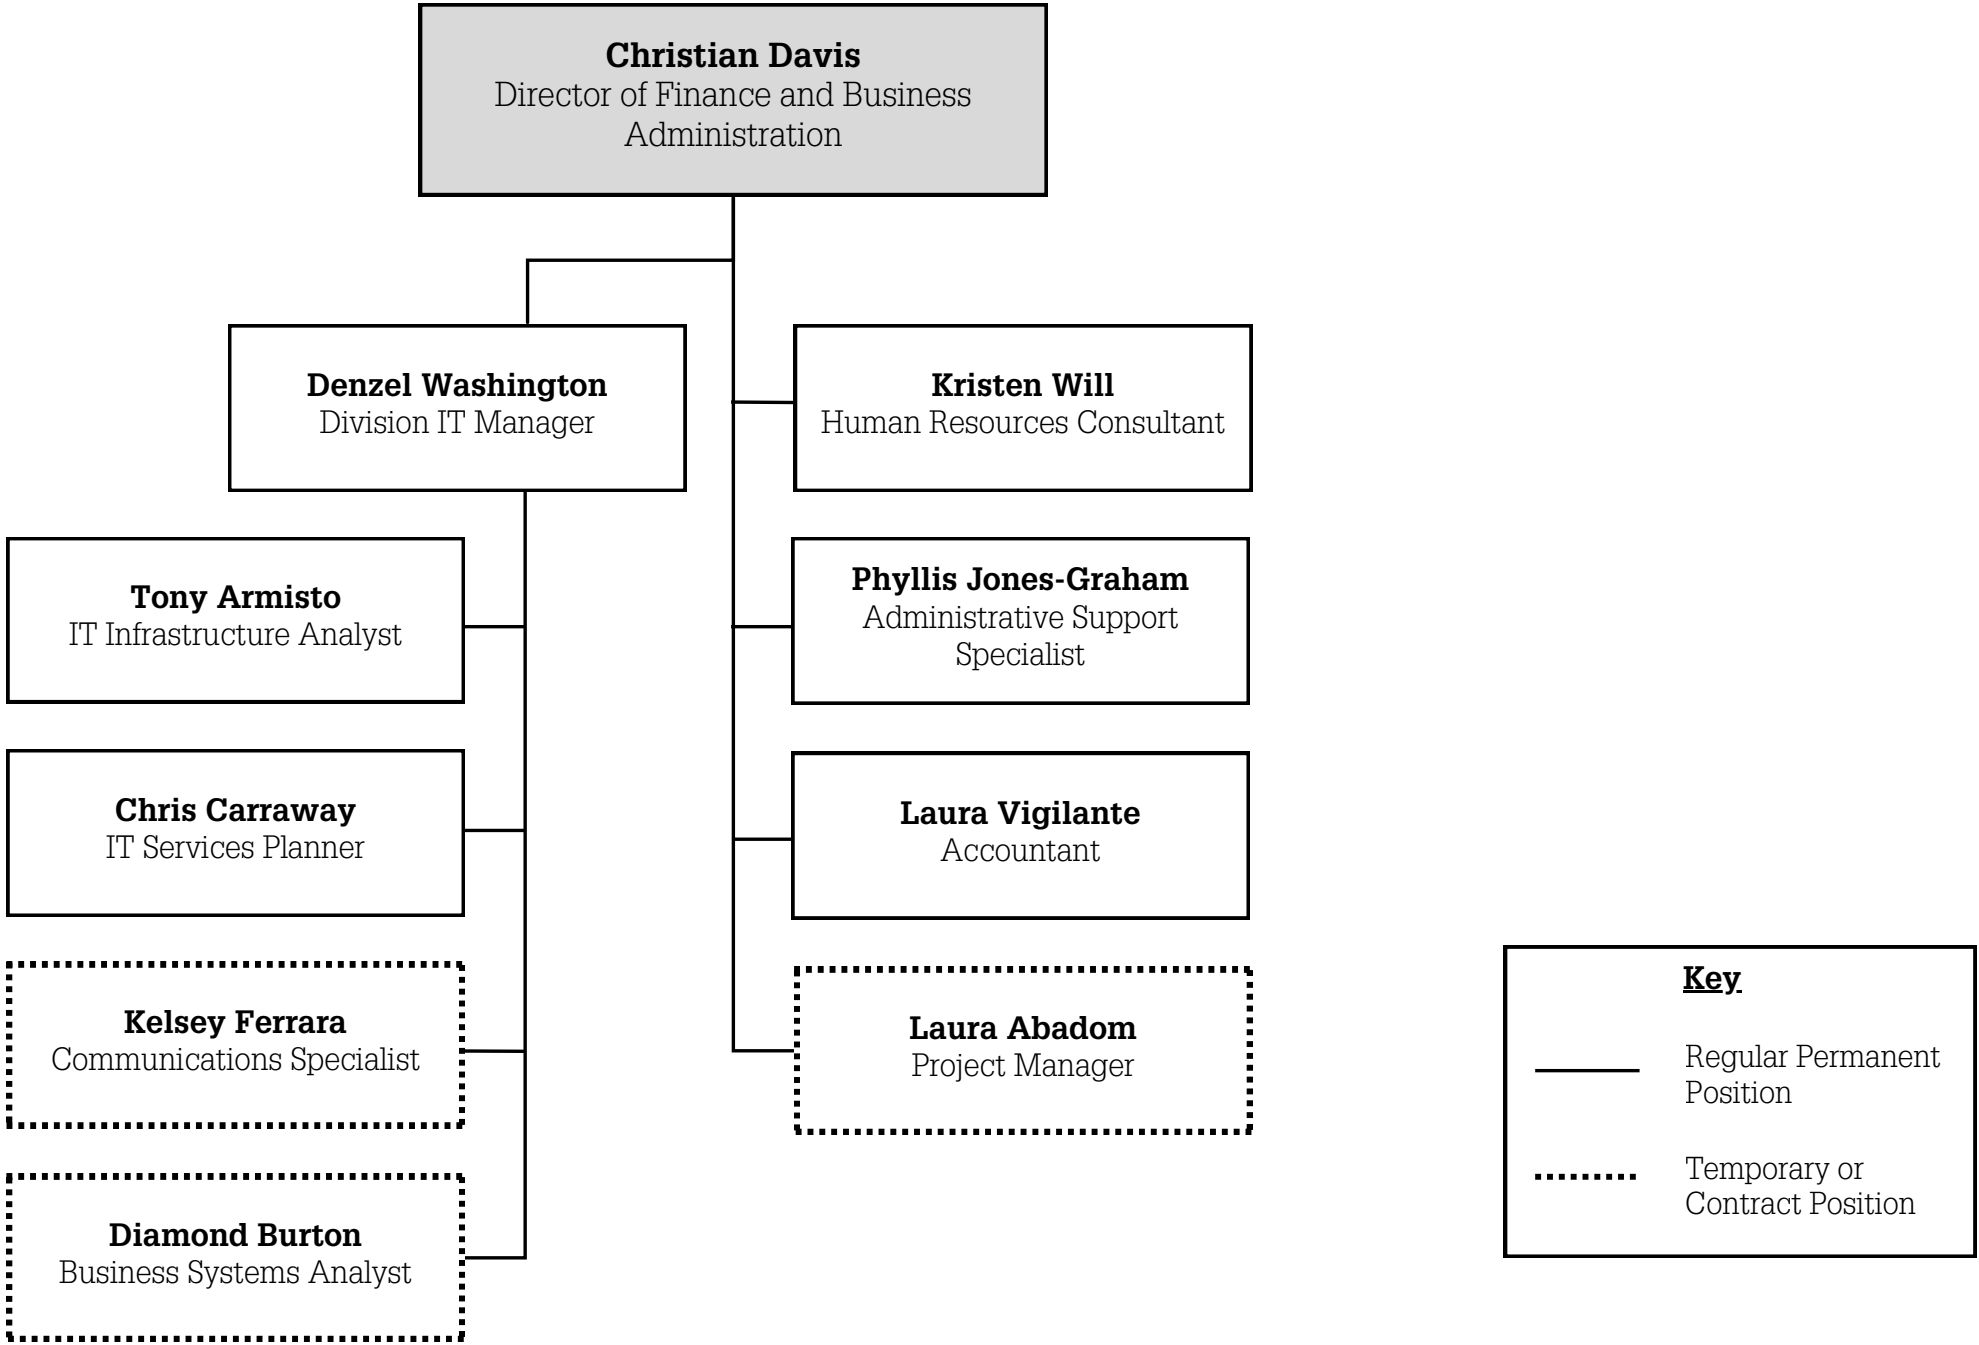 Christian Davis
Director of Finance and Business
Administration
Denzel Washington
Division IT Manager
Kristen Will
Human Resources Consultant
Tony Armisto
IT Infrastructure Analyst
Phyllis Jones-Graham
Administrative Support
Specialist
Chris Carraway
IT Services Planner
Laura Vigilante
Accountant
Kelsey Ferrara
Communications Specialist
Laura Abadom
Project Manager
Diamond Burton
Business Systems Analyst
Key
Regular Permanent
Position
Temporary or
Contract Position